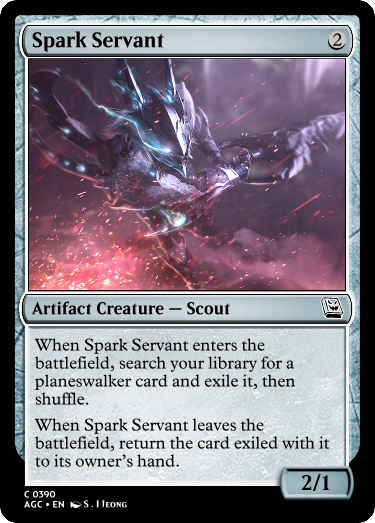 Spark Servant
2
Artifact Creature — Scout
When Spark Servant enters the
battlefield, search your library for a
planeswalker card and exile it, then
shuffle.
When Spark Servant leaves the
battlefield, return the card exiled with it
to its owner's hand.
2/1
C 0390
AGC • EN S. Jeong